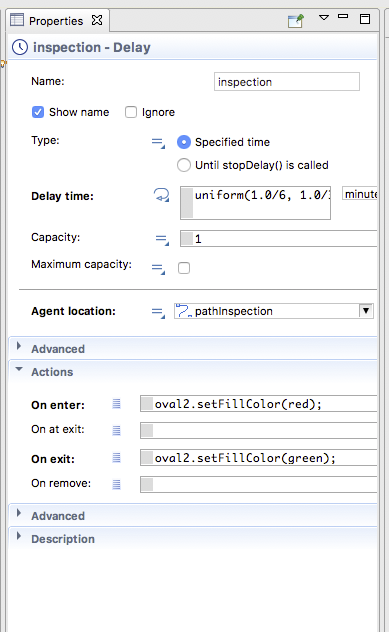 Properties
inspection - Delay
Name: inspection
Show name Ignore
Type: Specified time
Until stopDelay() is called
Delay time: uniform(1.0/6, 1.0/ minute
Capacity: 1
Maximum capacity:
Agent location: pathInspection
Advanced
Actions
On enter: oval2.setFillColor(red);
On at exit:
On exit: oval2.setFillColor(green);
On remove:
Advanced
Description